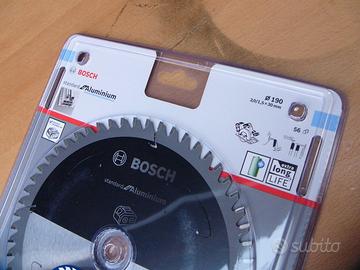 BOSCH
standard for Aluminium
Ø 190
2,0/1,5 × 30 mm
56
extra
long
LIFE
BOSCH
standard for Aluminium
subito